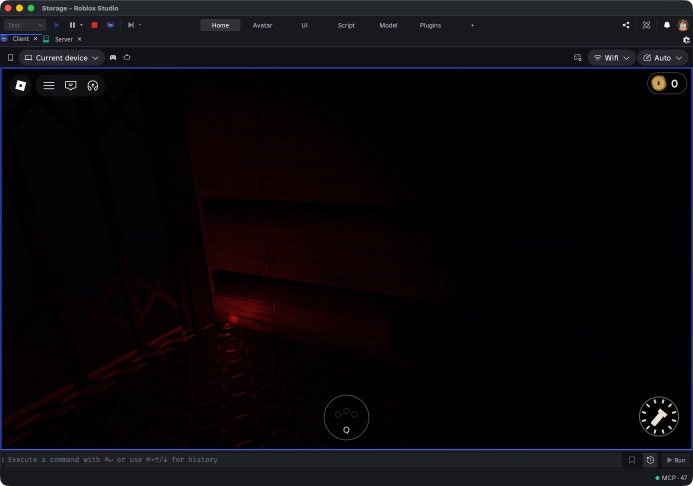 Storage - Roblox Studio
Test
Home
Avatar
UI
Script
Model
Plugins
+
Client ×
Server ×
Current device
Wifi
Auto
0
Q
Execute a command with ⌘↵ or use ⌘+↑/↓ for history
Run
MCP · 47